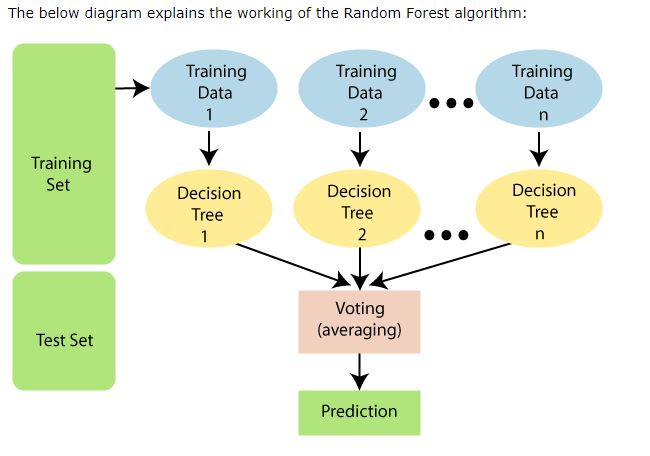 The below diagram explains the working of the Random Forest algorithm:
Training
Set
Test Set
Training
Data
1
Training
Data
2
Training
Data
n
Decision
Tree
1
Decision
Tree
2
Decision
Tree
n
Voting
(averaging)
Prediction